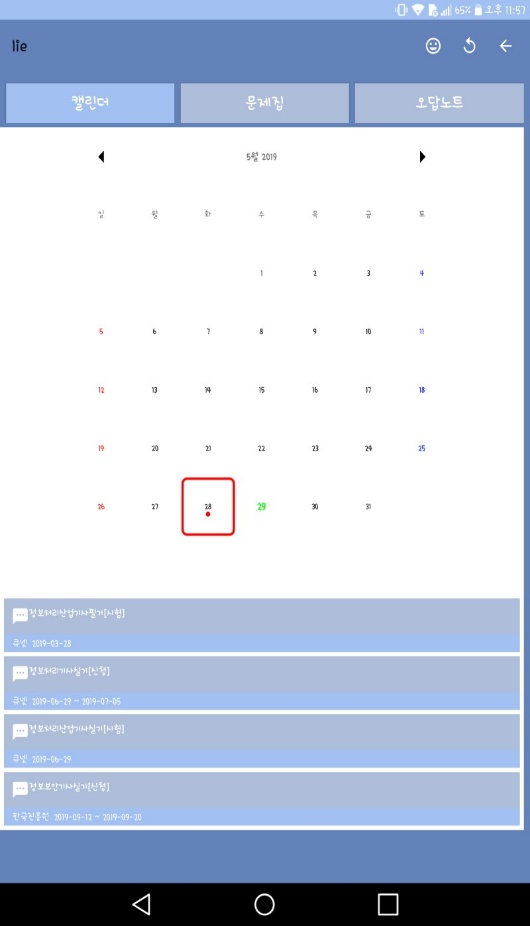 65% 오후 11:57
lie
캘린더 문제집 오답노트
5월 2019
일 월 화 수 목 금 토
1 2 3 4
5 6 7 8 9 10 11
12 13 14 15 16 17 18
19 20 21 22 23 24 25
26 27 28 29 30 31
정보처리산업기사필기[시험]
큐넷 2019-03-28
정보처리기사실기[신청]
큐넷 2019-06-29 ~ 2019-07-05
정보처리산업기사실기[시험]
큐넷 2019-06-29
정보보안기사실기[신청]
한국진흥원 2019-09-12 ~ 2019-09-20